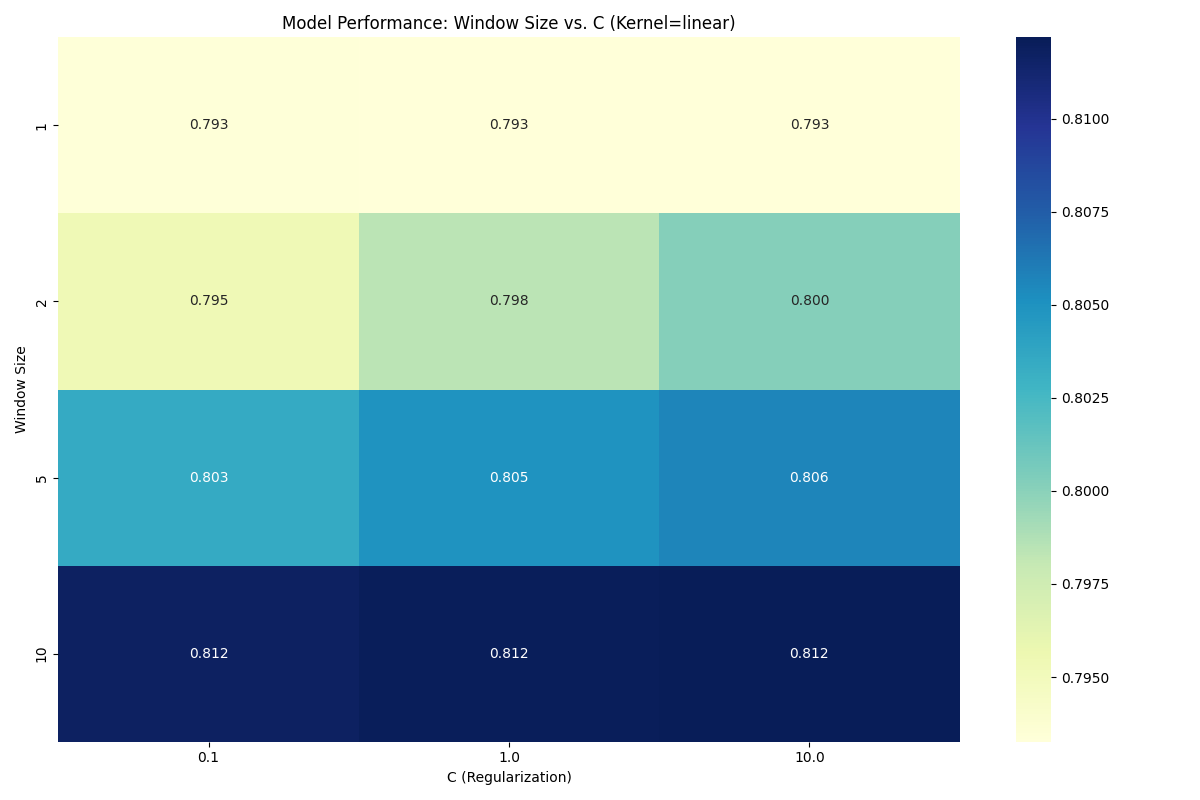 Model Performance: Window Size vs. C (Kernel=linear)
Window Size
1
0.793 0.793 0.793
2
0.795 0.798 0.800
5
0.803 0.805 0.806
10
0.812 0.812 0.812
0.1 1.0 10.0
C (Regularization)
0.8100
0.8075
0.8050
0.8025
0.8000
0.7975
0.7950